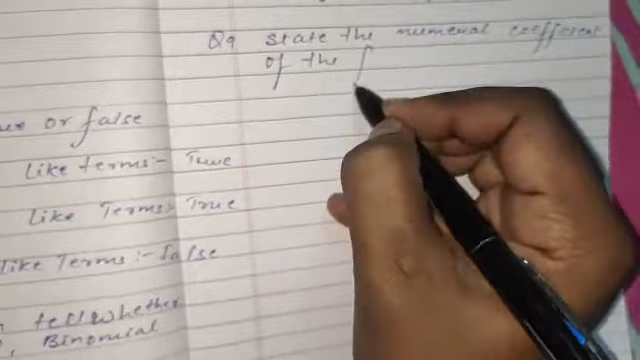 Q9 state the numeral coefficient
of the
or false
like terms:- True
like Terms:- True
like Terms:- false
tell whether
Binomial